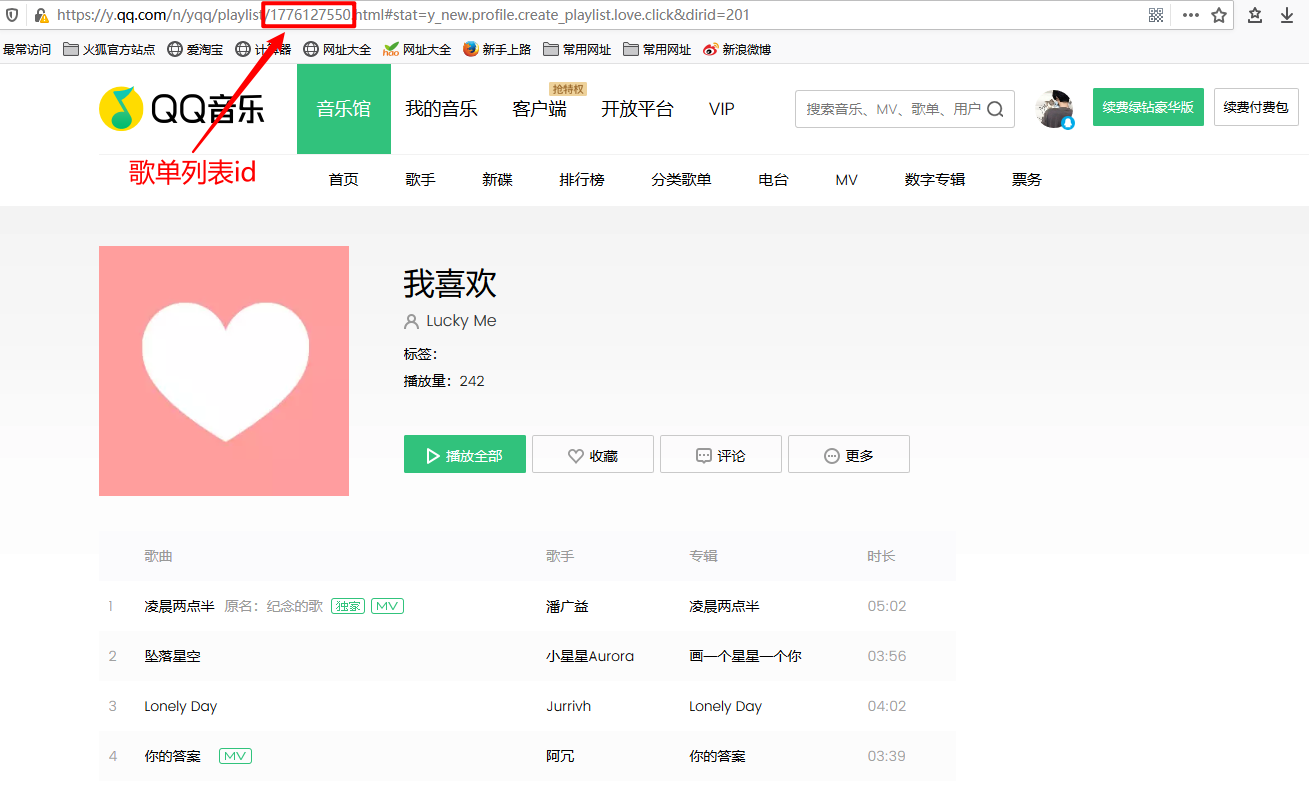 https://y.qq.com/n/yqq/playlist/1776127550.html#stat=y_new.profile.create_playlist.love.click&dirid=201
最常访问 火狐官方站点 爱淘宝 计算器 网址大全 网址大全 新手上路 常用网址 常用网址 新浪微博
抢特权
QQ音乐 音乐馆 我的音乐 客户端 开放平台 VIP 搜索音乐、MV、歌单、用户 续费绿钻豪华版 续费付费包
歌单列表id
首页 歌手 新碟 排行榜 分类歌单 电台 MV 数字专辑 票务
我喜欢
Lucky Me
标签：
播放量：242
播放全部 收藏 评论 更多
歌曲 歌手 专辑 时长
1 凌晨两点半 原名：纪念的歌 独家 MV 潘广益 凌晨两点半 05:02
2 坠落星空 小星星Aurora 画一个星星一个你 03:56
3 Lonely Day Jurrivh Lonely Day 04:02
4 你的答案 MV 阿冗 你的答案 03:39